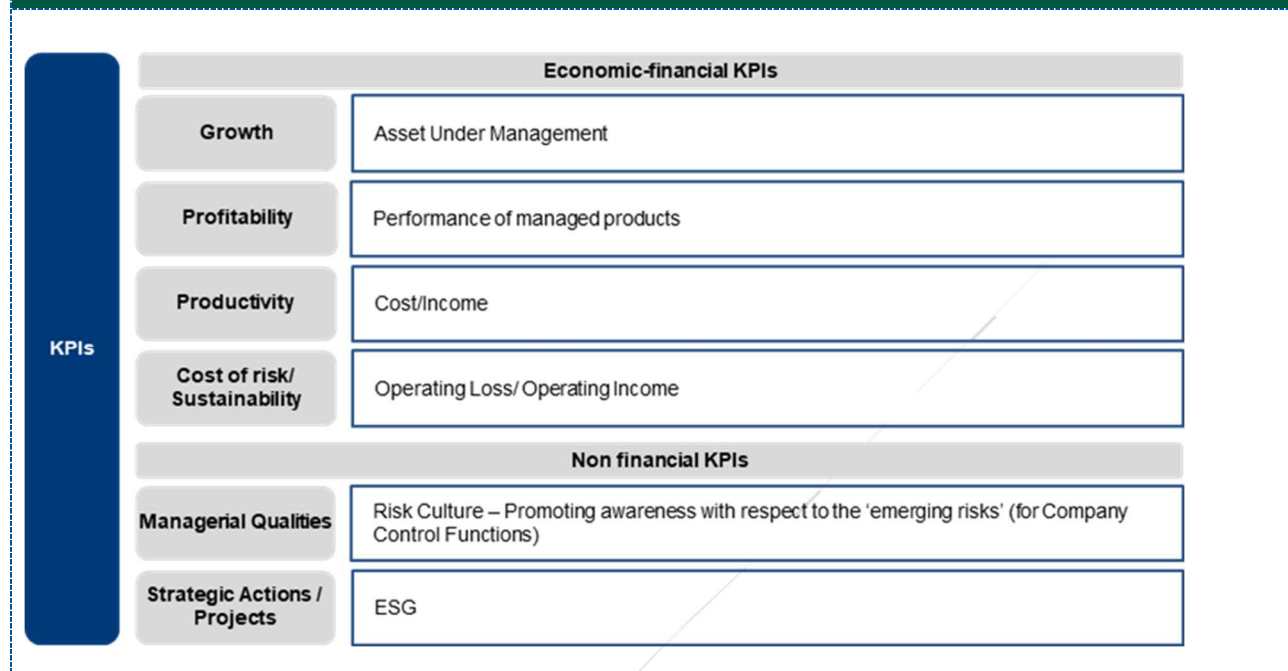 Economic-financial KPIs
Growth
Asset Under Management
Profitability
Performance of managed products
Productivity
Cost/Income
KPIs
Cost of risk/
Sustainability
Operating Loss/ Operating Income
Non financial KPIs
Managerial Qualities
Risk Culture – Promoting awareness with respect to the ‘emerging risks’ (for Company
Control Functions)
Strategic Actions /
Projects
ESG